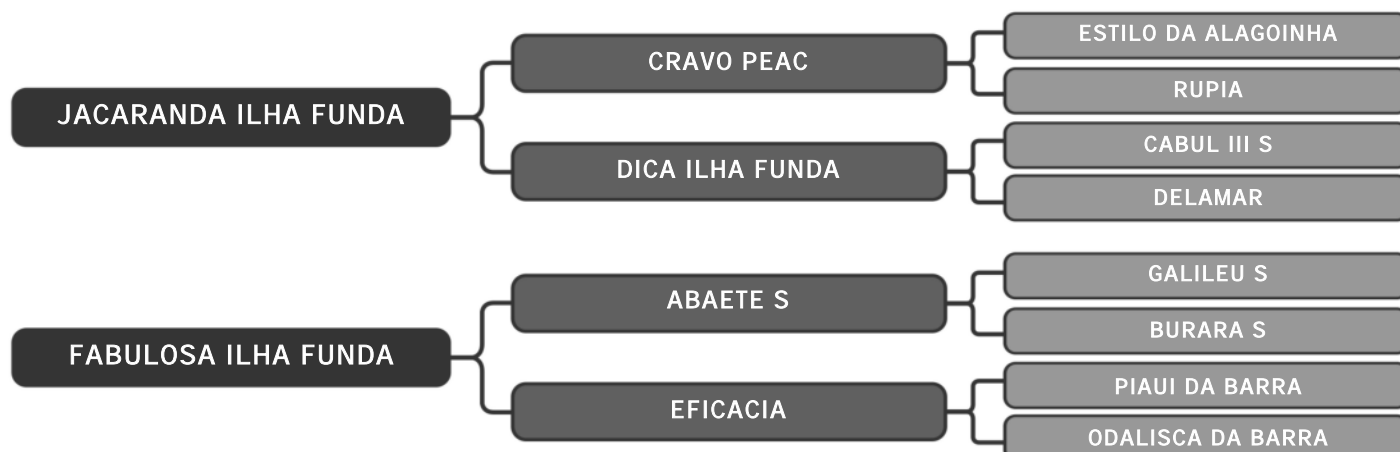 ESTILO DA ALAGOINHA
CRAVO PEAC
RUPIA
JACARANDA ILHA FUNDA
CABUL III S
DICA ILHA FUNDA
DELAMAR
GALILEU S
ABAETE S
BURARA S
FABULOSA ILHA FUNDA
PIAUI DA BARRA
EFICACIA
ODALISCA DA BARRA